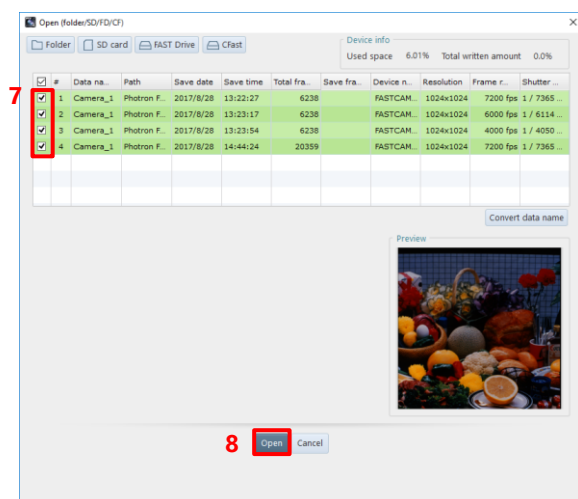 Open (folder/SD/FD/CF)
Folder SD card FAST Drive CFast
Device info
Used space 6.01% Total written amount 0.0%
# Data na... Path Save date Save time Total fra... Save fra... Device n... Resolution Frame r... Shutter ...
7
1 Camera_1 Photron F... 2017/8/28 13:22:27 6238 FASTCAM... 1024x1024 7200 fps 1 / 7365 ...
2 Camera_1 Photron F... 2017/8/28 13:23:17 6238 FASTCAM... 1024x1024 6000 fps 1 / 6114 ...
3 Camera_1 Photron F... 2017/8/28 13:23:54 6238 FASTCAM... 1024x1024 4000 fps 1 / 4050 ...
4 Camera_1 Photron F... 2017/8/28 14:44:24 20359 FASTCAM... 1024x1024 7200 fps 1 / 7365 ...
Convert data name
Preview
8 Open Cancel